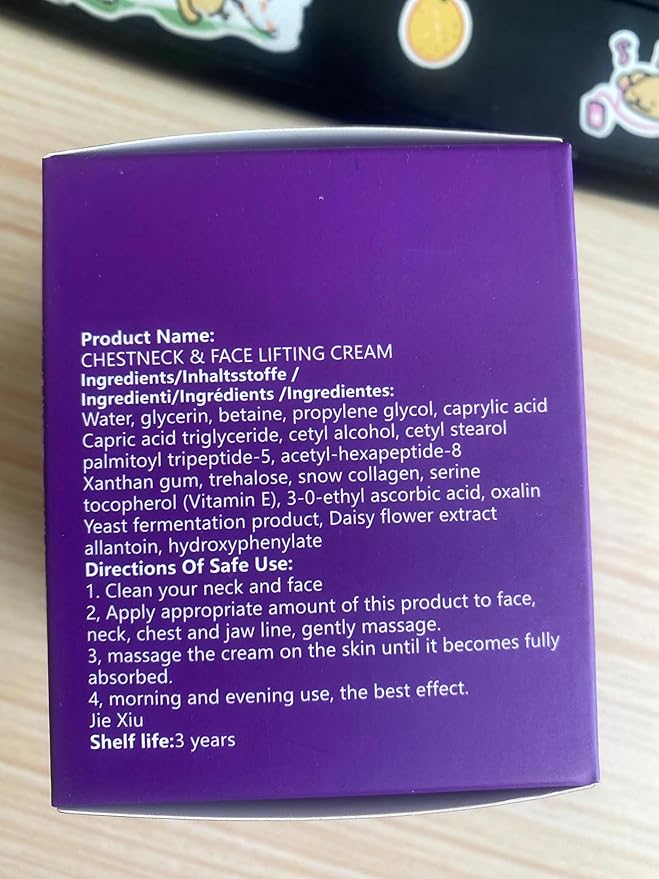 Product Name:
CHESTNECK & FACE LIFTING CREAM
Ingredients/Inhaltsstoffe /
Ingredienti/Ingrédients /Ingredientes:
Water, glycerin, betaine, propylene glycol, caprylic acid
Capric acid triglyceride, cetyl alcohol, cetyl stearol
palmitoyl tripeptide-5, acetyl-hexapeptide-8
Xanthan gum, trehalose, snow collagen, serine
tocopherol (Vitamin E), 3-0-ethyl ascorbic acid, oxalin
Yeast fermentation product, Daisy flower extract
allantoin, hydroxyphenylate
Directions Of Safe Use:
1. Clean your neck and face
2, Apply appropriate amount of this product to face,
neck, chest and jaw line, gently massage.
3, massage the cream on the skin until it becomes fully
absorbed.
4, morning and evening use, the best effect.
Jie Xiu
Shelf life:3 years